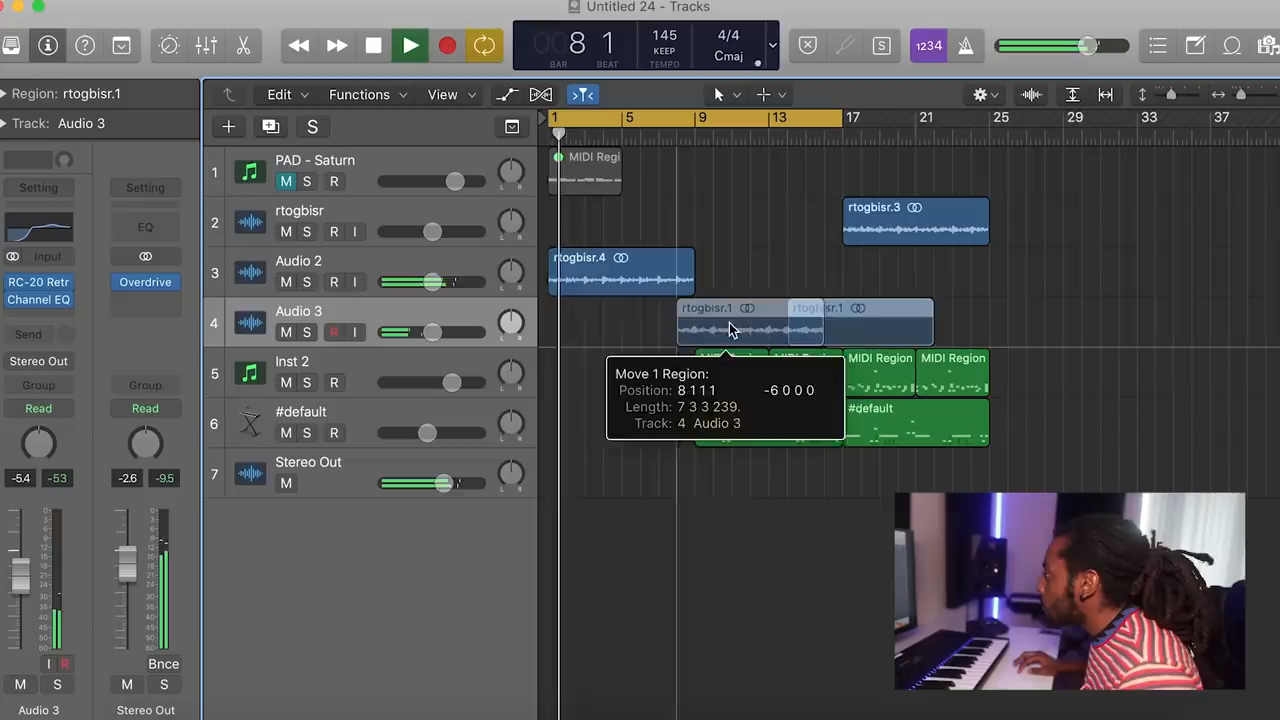 Untitled 24 - Tracks
008 1
BAR BEAT
145
KEEP
TEMPO
4/4
Cmaj
1234
Region: rtogbisr.1
Track: Audio 3
Edit Functions View
S
1 5 9 13 17 21 25 29 33 37
Setting Setting
EQ
Input
RC-20 Retr
Channel EQ
Overdrive
Send
Stereo Out
Group Group
Read Read
-5.4 -53 -2.6 -9.5
I R
Bnce
M S M S
Audio 3 Stereo Out
1 PAD - Saturn
M S R
L R
MIDI Regi
2 rtogbisr
M S R I
L R
rtogbisr.3
3 Audio 2
M S R I
L R
rtogbisr.4
4 Audio 3
M S R I
L R
rtogbisr.1
5 Inst 2
M S R
L R
MIDI Region MIDI Region
6 #default
M S R
L R
#default
7 Stereo Out
M
L R
Move 1 Region:
Position: 8 1 1 1 -6 0 0 0
Length: 7 3 3 239.
Track: 4 Audio 3